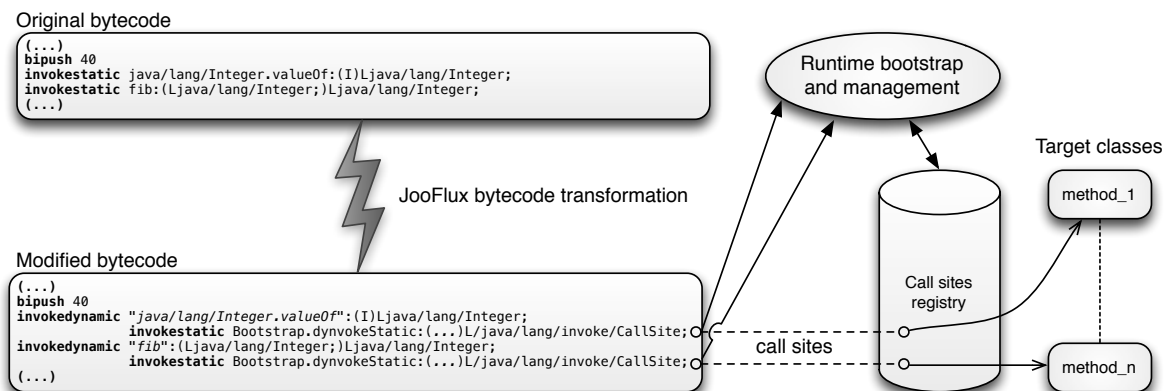 Original bytecode
(...)
bipush 40
invokestatic java/lang/Integer.valueOf:(I)Ljava/lang/Integer;
invokestatic fib:(Ljava/lang/Integer;)Ljava/lang/Integer;
(...)
Runtime bootstrap
and management
Target classes
method_1
JooFlux bytecode transformation
Modified bytecode
(...)
bipush 40
invokedynamic "java/lang/Integer.valueOf":(I)Ljava/lang/Integer;
invokestatic Bootstrap.dynvokeStatic:(...)L/java/lang/invoke/CallSite;
invokedynamic "fib":(Ljava/lang/Integer;)Ljava/lang/Integer;
invokestatic Bootstrap.dynvokeStatic:(...)L/java/lang/invoke/CallSite;
(...)
call sites
Call sites
registry
method_n